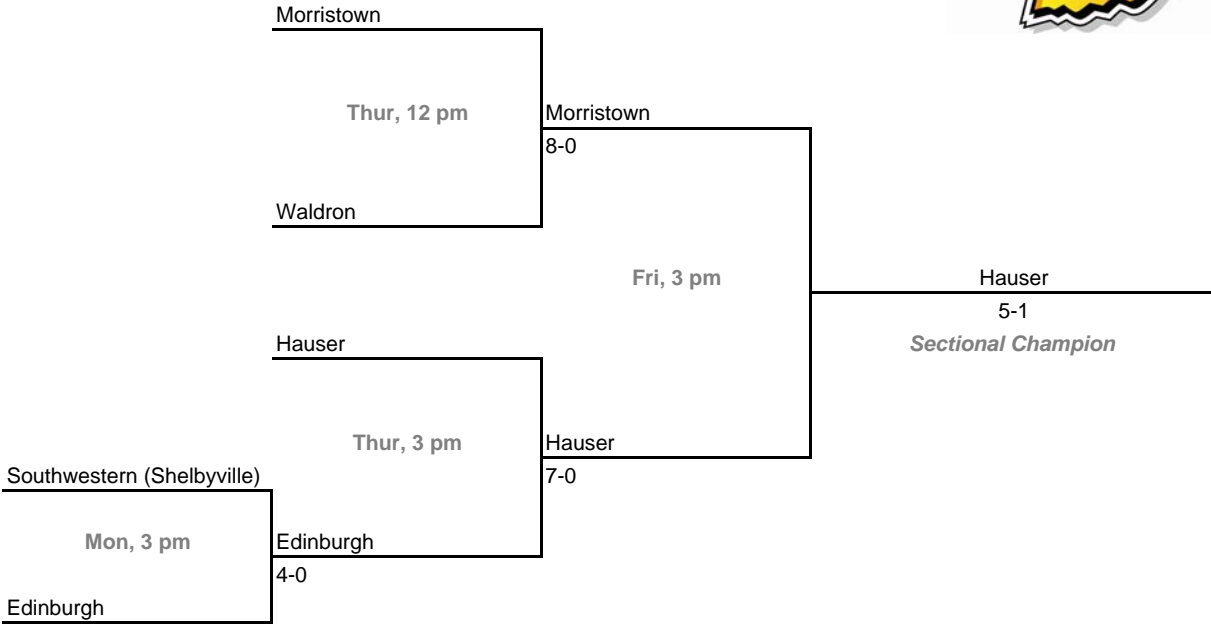 Morristown
Thur, 12 pm
Morristown
8-0
Waldron
Fri, 3 pm
Hauser
5-1
Sectional Champion
Hauser
Thur, 3 pm
Hauser
7-0
Southwestern (Shelbyville)
Mon, 3 pm
Edinburgh
4-0
Edinburgh